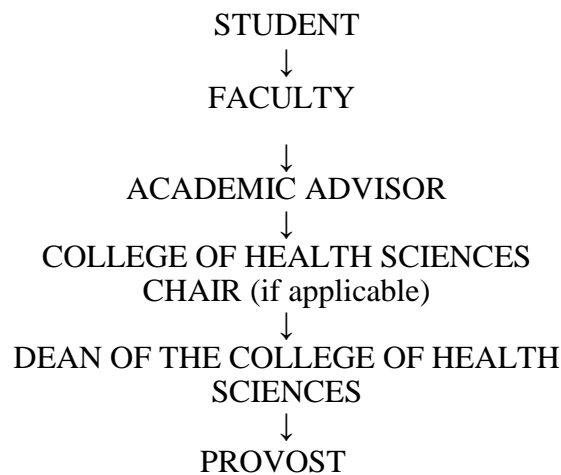 STUDENT
↓
FACULTY
↓
ACADEMIC ADVISOR
↓
COLLEGE OF HEALTH SCIENCES
CHAIR (if applicable)
↓
DEAN OF THE COLLEGE OF HEALTH
SCIENCES
↓
PROVOST